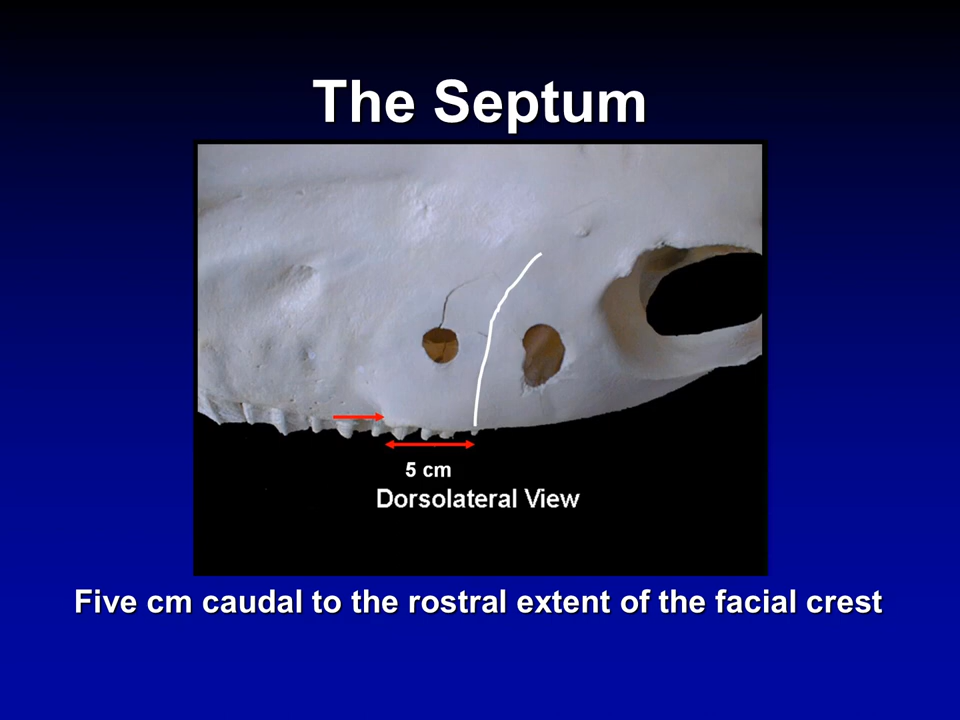 The Septum
5 cm
Dorsolateral View
Five cm caudal to the rostral extent of the facial crest